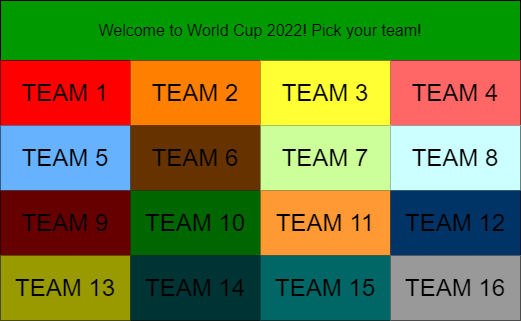 Welcome to World Cup 2022! Pick your team!
TEAM 1 TEAM 2 TEAM 3 TEAM 4
TEAM 5 TEAM 6 TEAM 7 TEAM 8
TEAM 9 TEAM 10 TEAM 11 TEAM 12
TEAM 13 TEAM 14 TEAM 15 TEAM 16